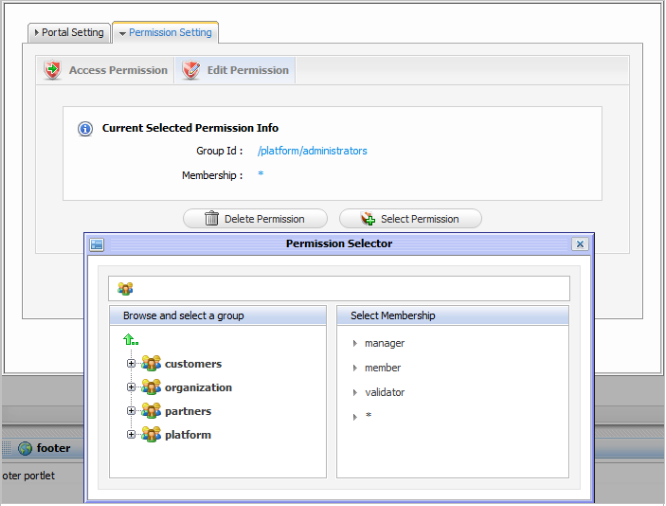 Portal Setting
Permission Setting
Access Permission
Edit Permission
Current Selected Permission Info
Group Id : /platform/administrators
Membership : *
Delete Permission
Select Permission
Permission Selector
Browse and select a group
Select Membership
customers
organization
partners
platform
manager
member
validator
*
footer
oter portlet